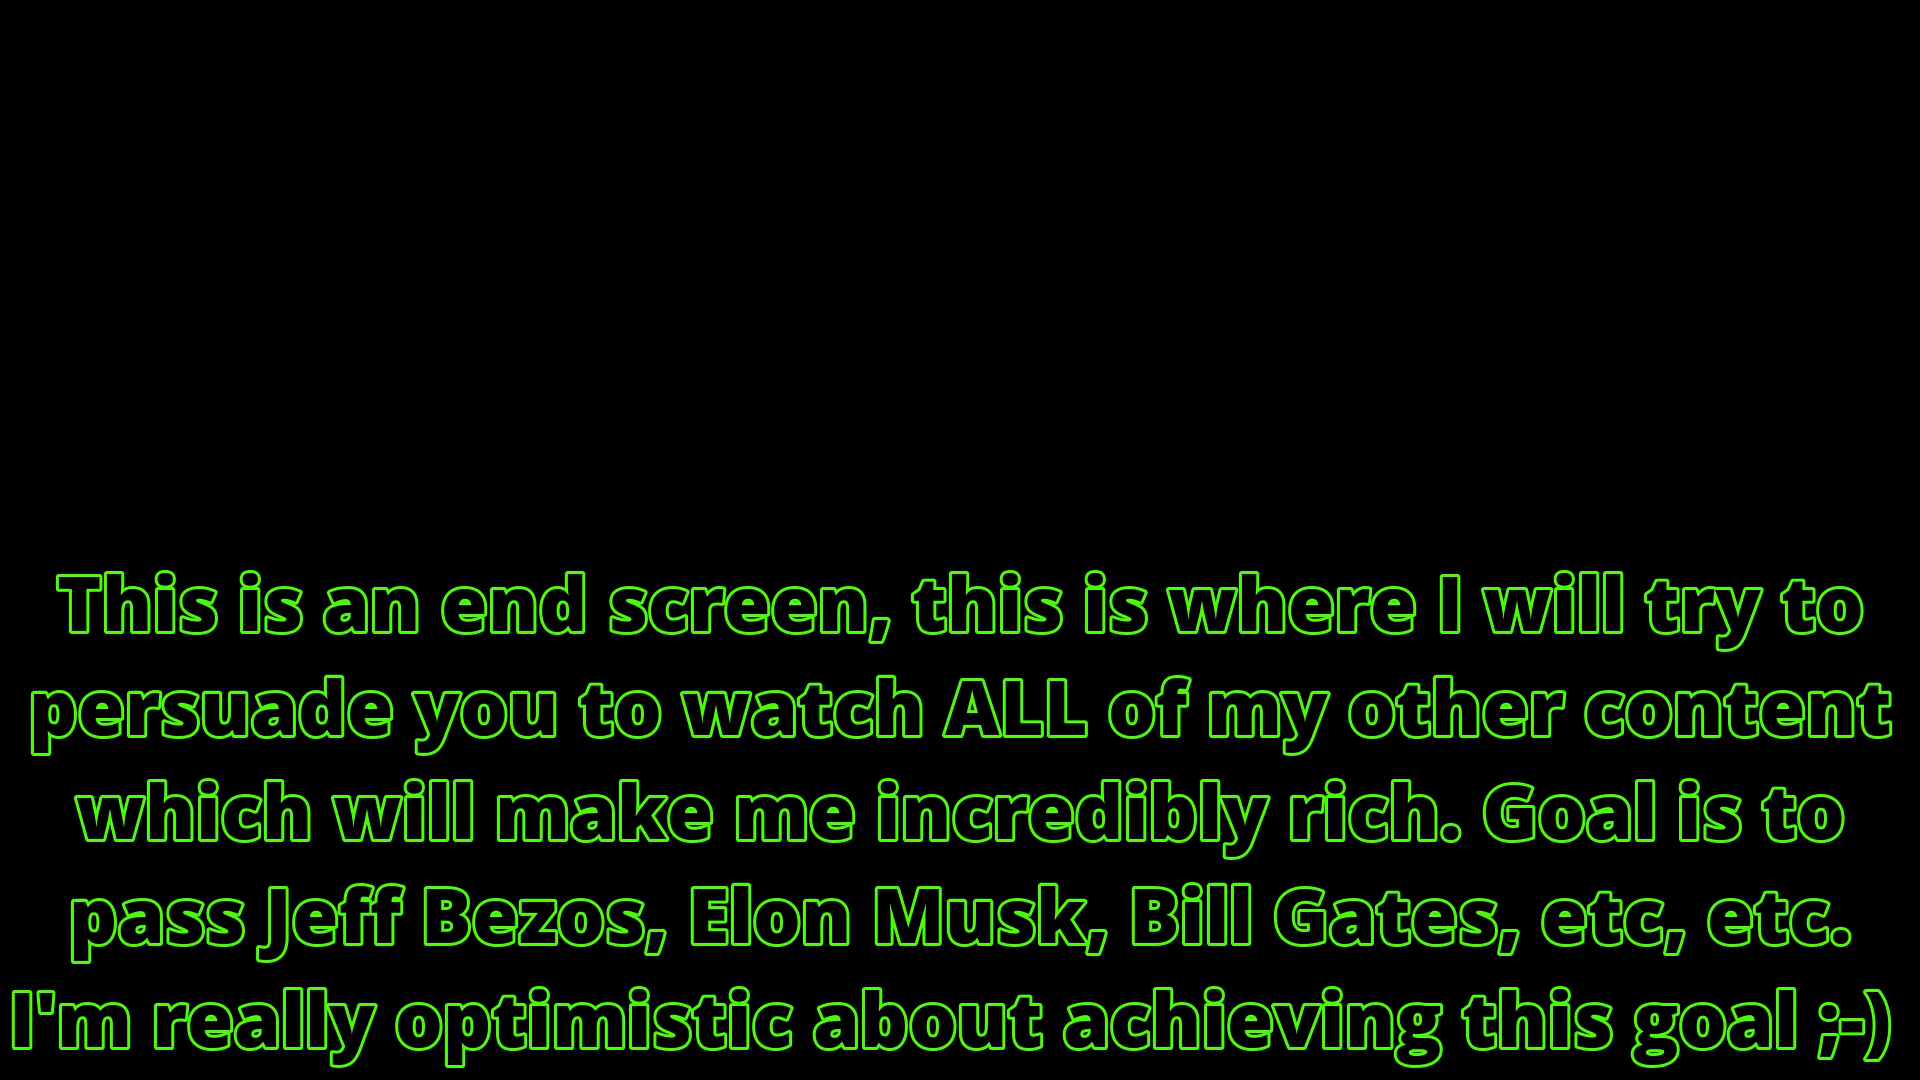 This is an end screen, this is where I will try to
persuade you to watch ALL of my other content
which will make me incredibly rich. Goal is to
pass Jeff Bezos, Elon Musk, Bill Gates, etc, etc.
I'm really optimistic about achieving this goal ;-)